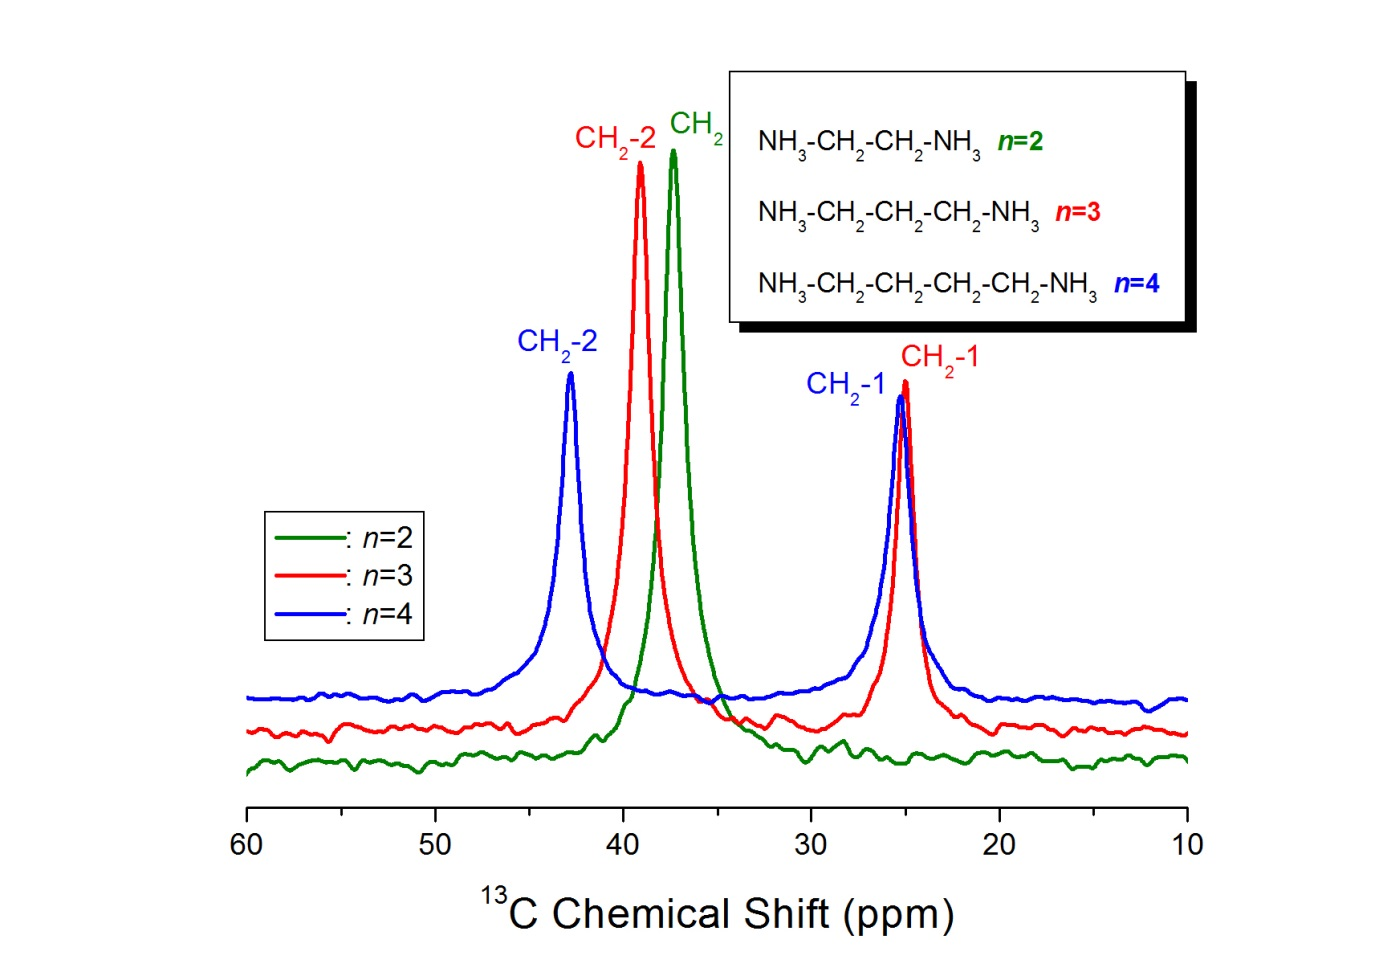 CH₂-2 CH₂
NH₃-CH₂-CH₂-NH₃ n=2
NH₃-CH₂-CH₂-CH₂-NH₃ n=3
NH₃-CH₂-CH₂-CH₂-CH₂-NH₃ n=4
CH₂-2
CH₂-1
CH₂-1
: n=2
: n=3
: n=4
60 50 40 30 20 10
¹³C Chemical Shift (ppm)